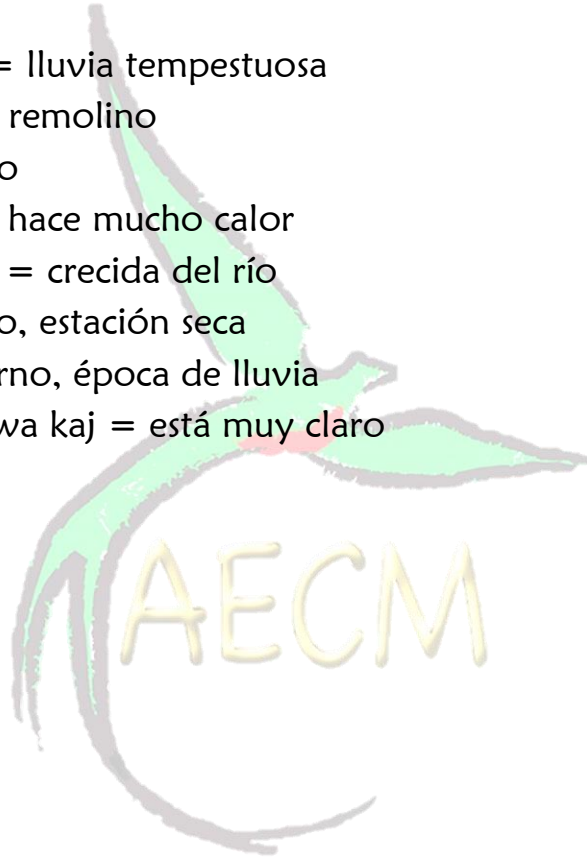 = lluvia tempestuosa
remolino
o
hace mucho calor
= crecida del río
o, estación seca
rno, época de lluvia
wa kaj = está muy claro
AECM